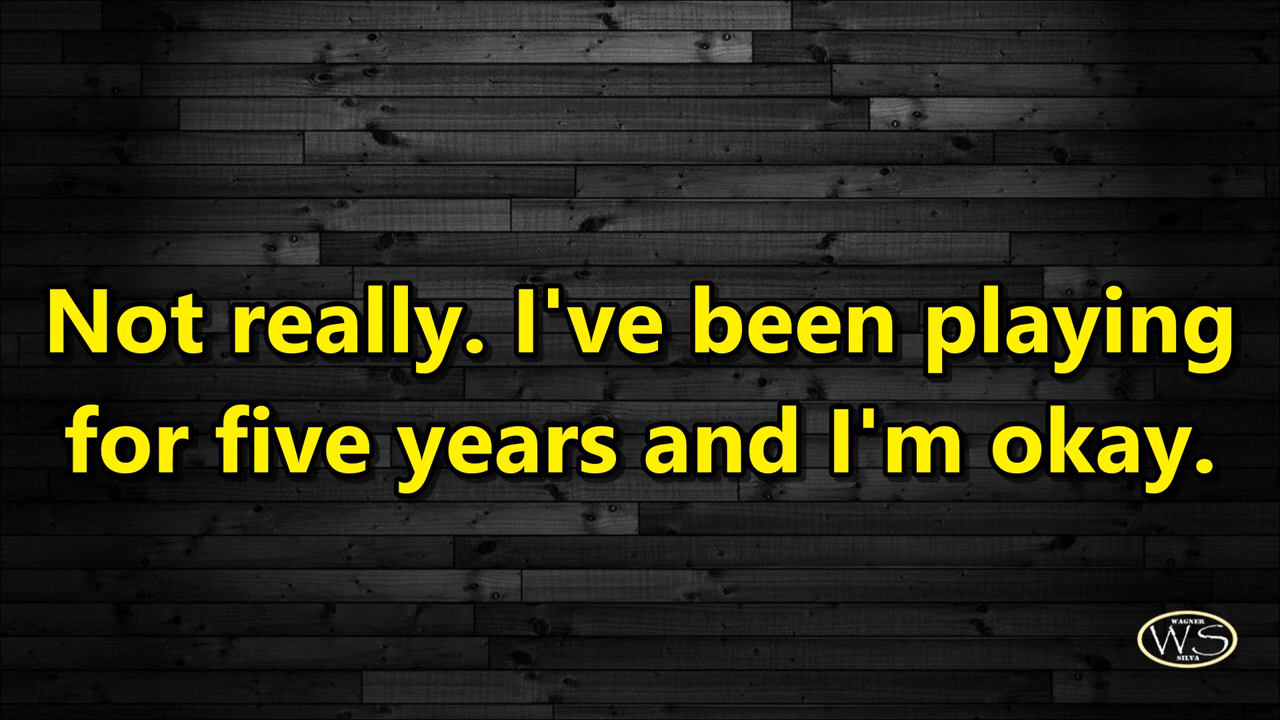 Not really. I've been playing
for five years and I'm okay.
WAGNER
WS
SILVA